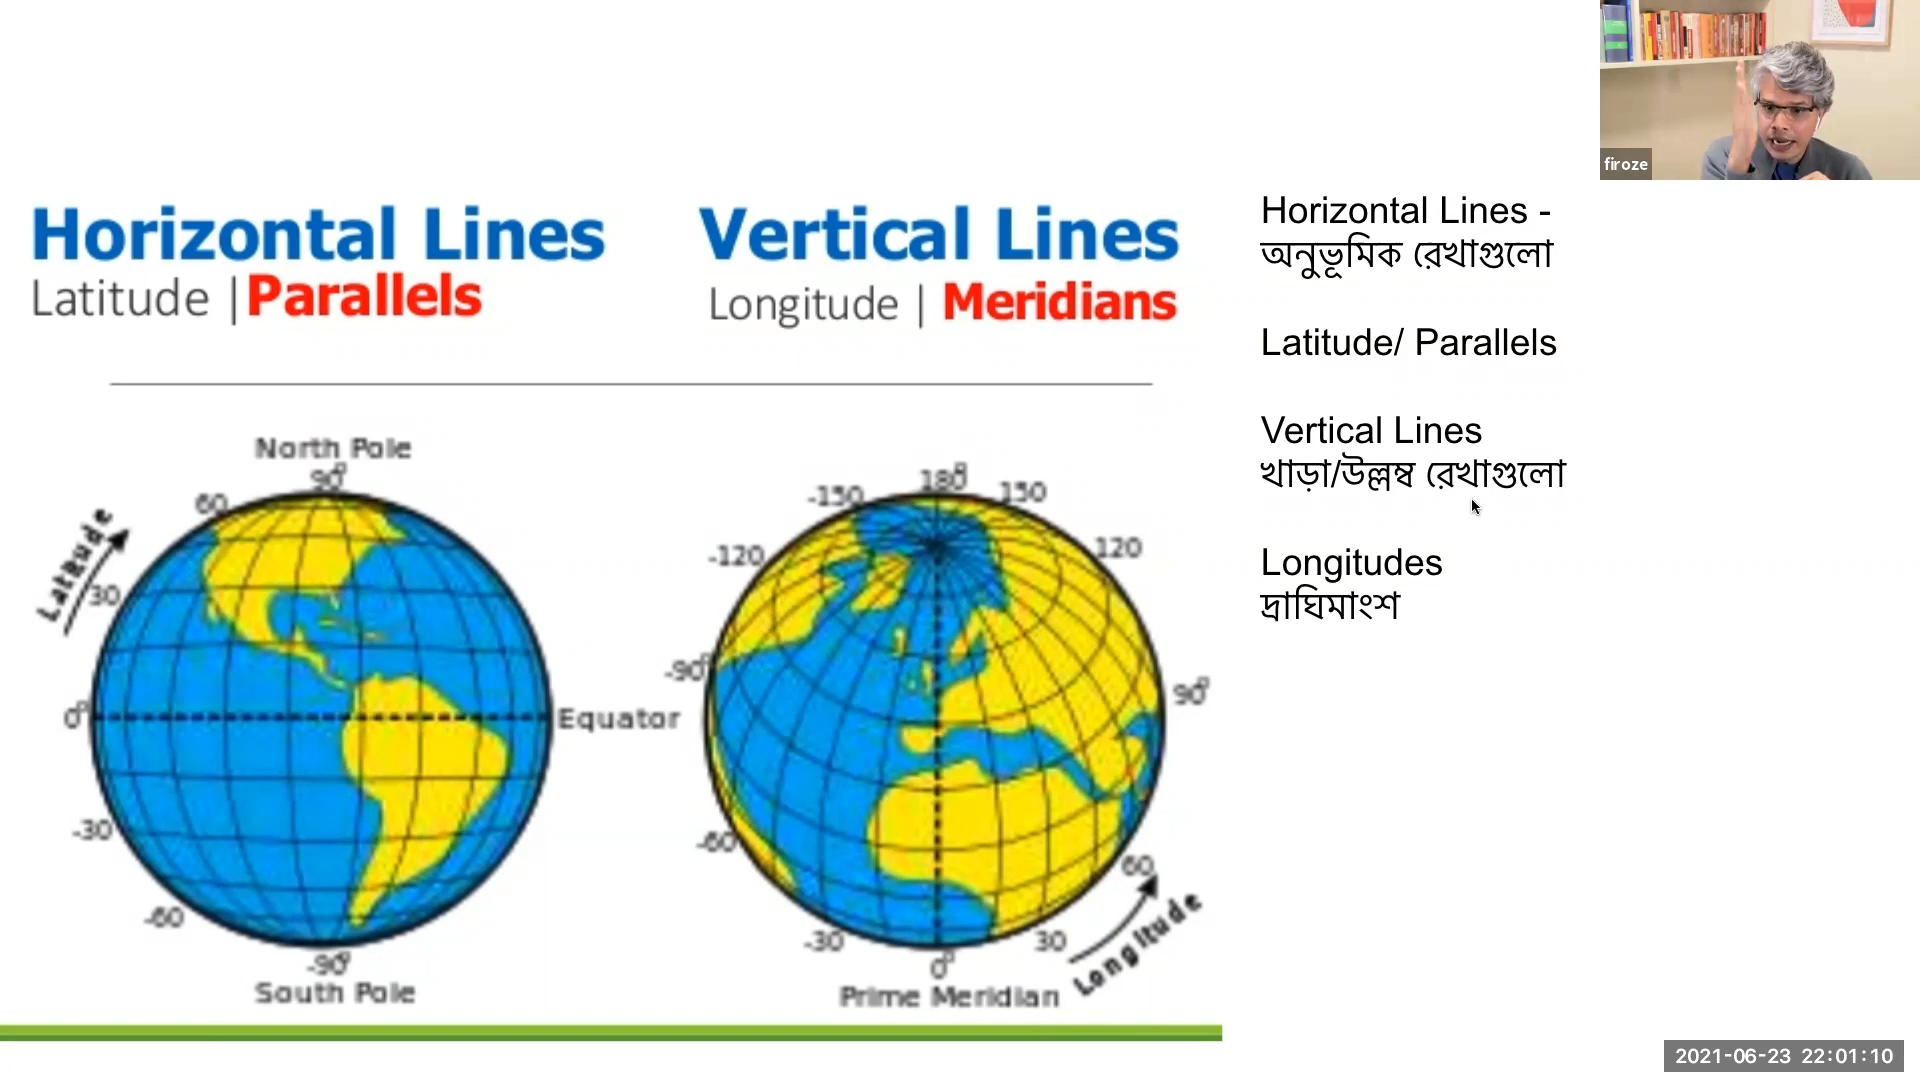 firoze
Horizontal Lines
Latitude | Parallels
Vertical Lines
Longitude | Meridians
North Pole
90°
60
Latitude
30
0°
Equator
-30
-60
-90°
South Pole
180°
-150
150
-120
120
-90°
90°
-60
60
-30
30
0°
Longitude
Prime Meridian
Horizontal Lines -
অনুভূমিক রেখাগুলো
Latitude/ Parallels
Vertical Lines
খাড়া/উল্লম্ব রেখাগুলো
Longitudes
দ্রাঘিমাংশ
2021-06-23 22:01:10